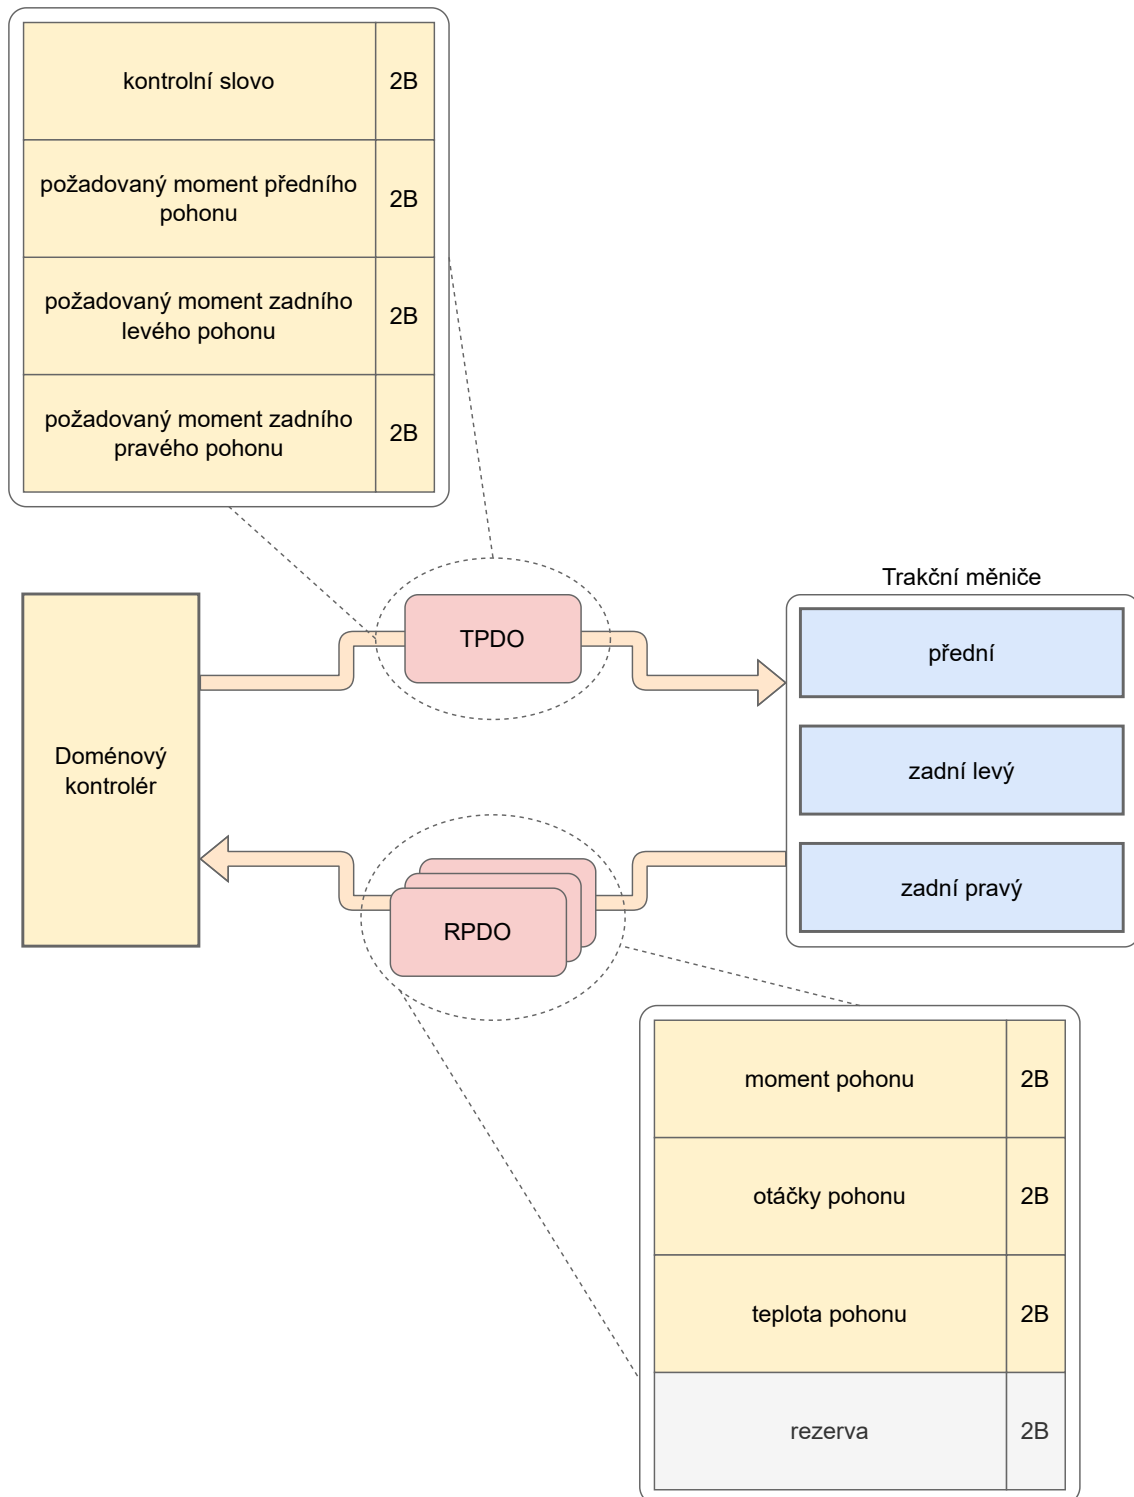 kontrolní slovo 2B
požadovaný moment předního
pohonu
2B
požadovaný moment zadního
levého pohonu
2B
požadovaný moment zadního
pravého pohonu
2B
Trakční měniče
TPDO
přední
Doménový
kontrolér
zadní levý
zadní pravý
RPDO
moment pohonu 2B
otáčky pohonu 2B
teplota pohonu 2B
rezerva 2B